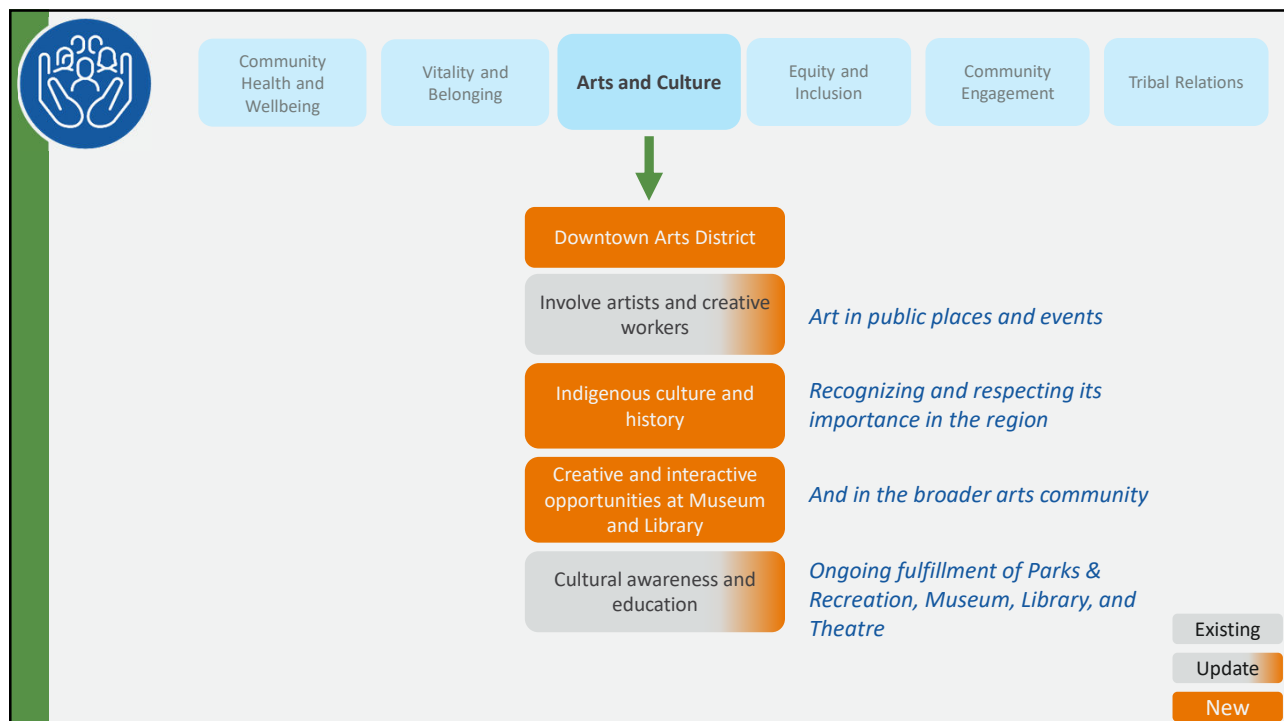 Community
Health and
Wellbeing
Vitality and
Belonging
Arts and Culture
Equity and
Inclusion
Community
Engagement
Tribal Relations
Downtown Arts District
Involve artists and creative
workers
Art in public places and events
Indigenous culture and
history
Recognizing and respecting its
importance in the region
Creative and interactive
opportunities at Museum
and Library
And in the broader arts community
Cultural awareness and
education
Ongoing fulfillment of Parks &
Recreation, Museum, Library, and
Theatre
Existing
Update
New